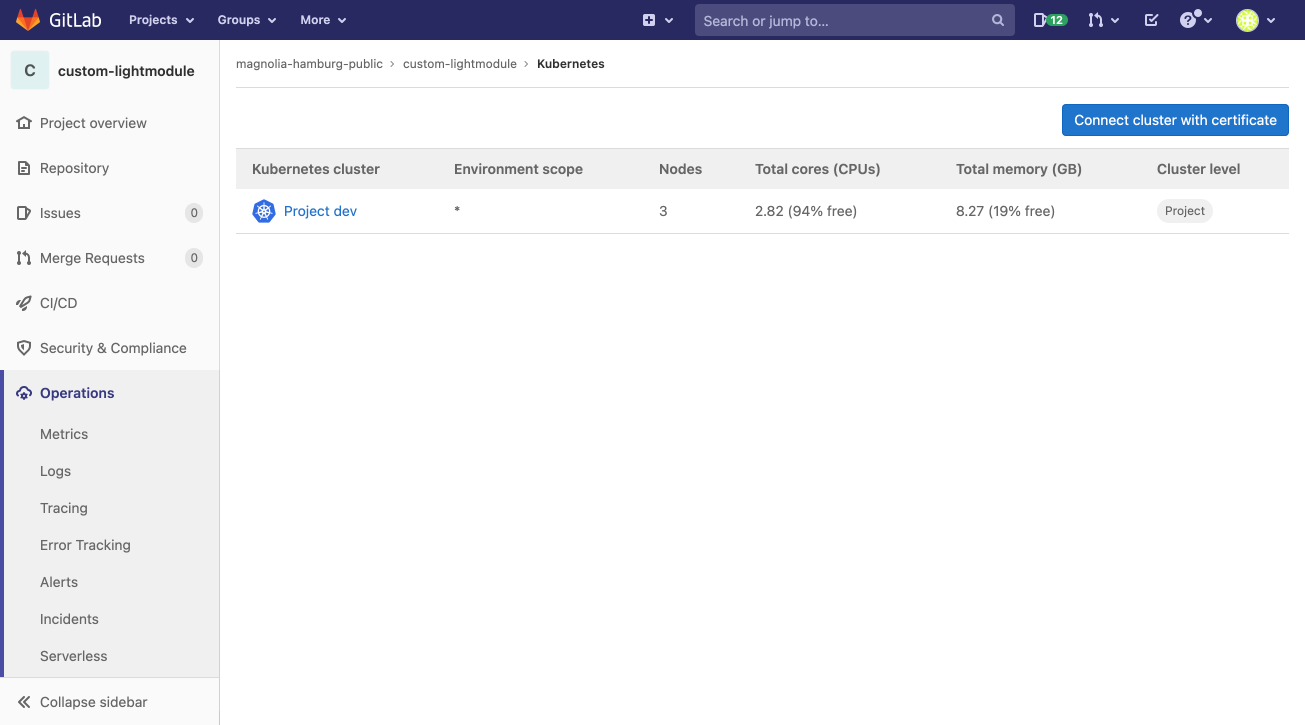 GitLab Projects Groups More Search or jump to... 12
C custom-lightmodule
Project overview
Repository
Issues 0
Merge Requests 0
CI/CD
Security & Compliance
Operations
Metrics
Logs
Tracing
Error Tracking
Alerts
Incidents
Serverless
Collapse sidebar
magnolia-hamburg-public › custom-lightmodule › Kubernetes
Connect cluster with certificate
Kubernetes cluster Environment scope Nodes Total cores (CPUs) Total memory (GB) Cluster level
Project dev * 3 2.82 (94% free) 8.27 (19% free) Project